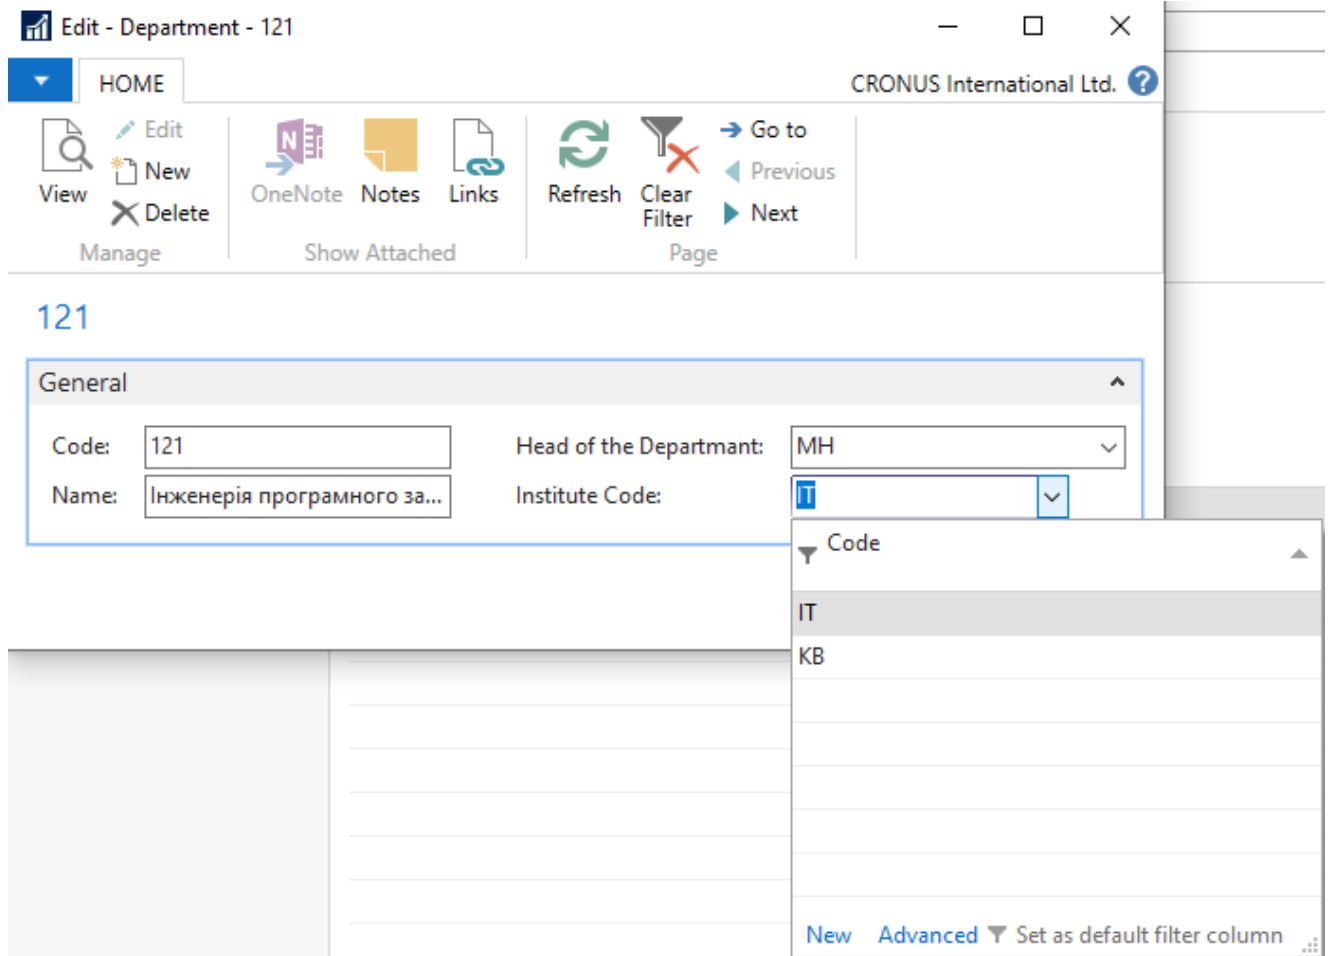 Edit - Department - 121
HOME
CRONUS International Ltd.
View
Edit
New
Delete
Manage
OneNote
Notes
Links
Show Attached
Refresh
Clear
Filter
Go to
Previous
Next
Page
121
General
Code: 121
Head of the Departmant: MH
Name: Інженерія програмного за...
Institute Code: IT
Code
IT
KB
New Advanced Set as default filter column